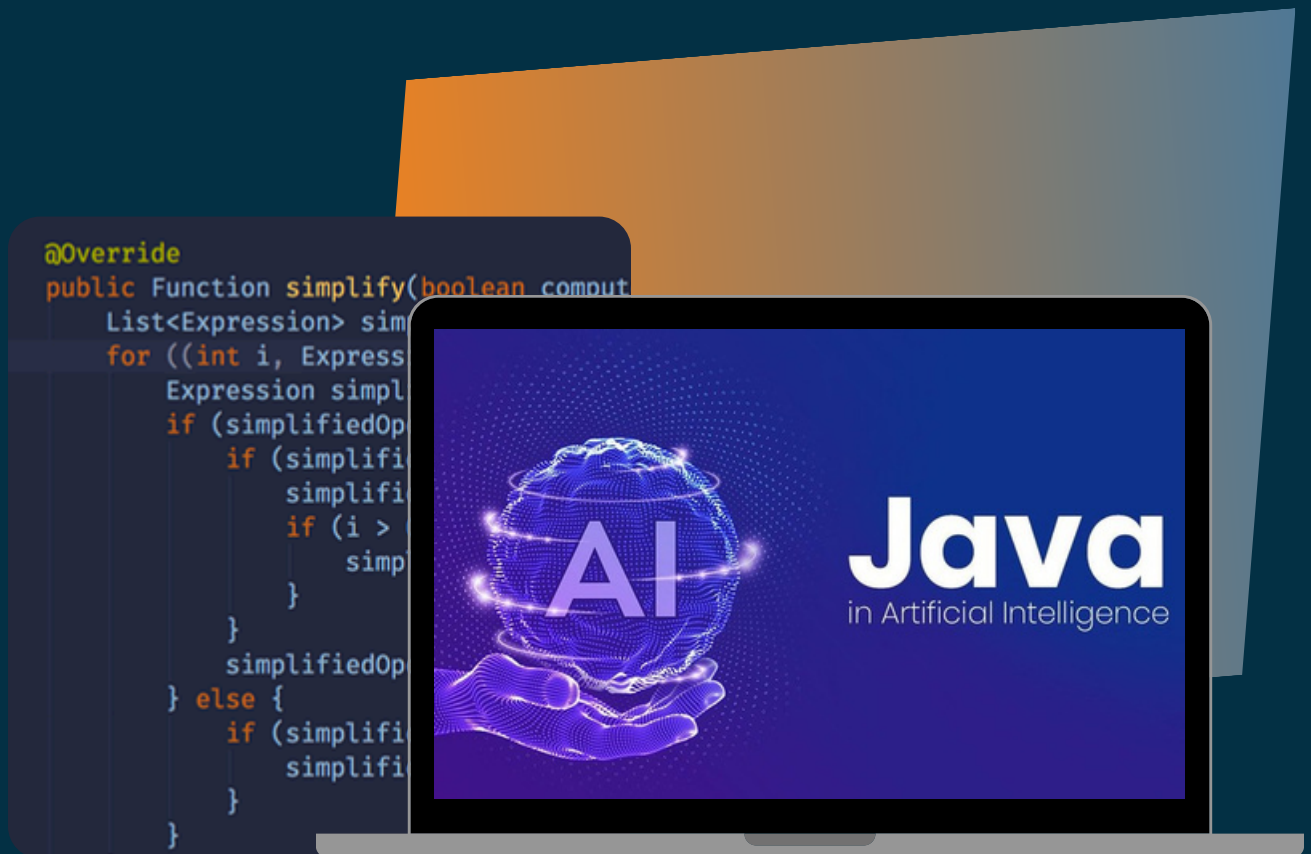 @Override
public Function simplify(boolean comput
List<Expression> sim
for ((int i, Express
Expression simpl
if (simplifiedOp
if (simplifi
simplifi
if (i >
simp
}
}
simplifiedOp
} else {
if (simplifi
simplifi
}
}
AI
Java
in Artificial Intelligence